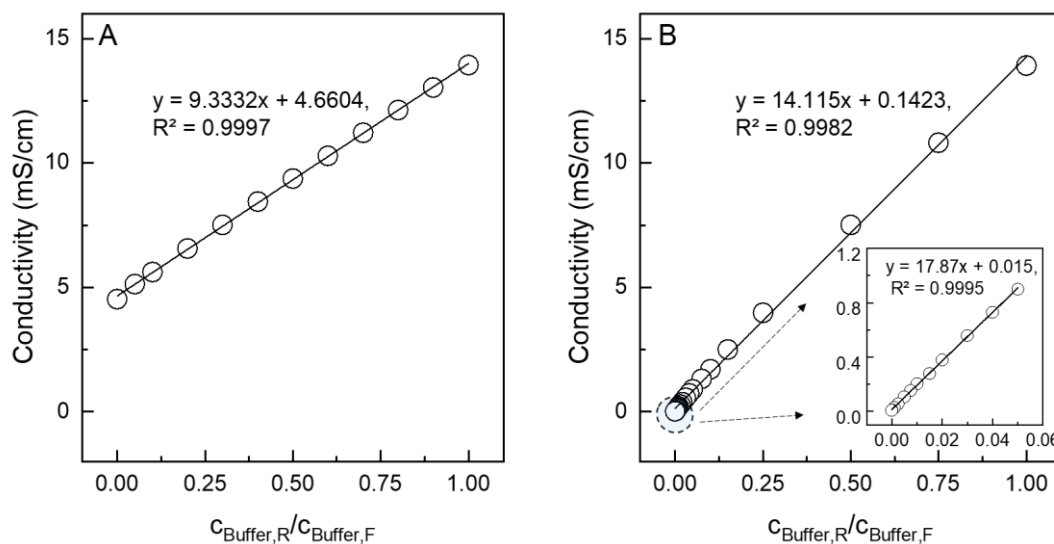 A
y = 9.3332x + 4.6604,
R² = 0.9997
Conductivity (mS/cm)
15
10
5
0
0.00 0.25 0.50 0.75 1.00
cBuffer,R/cBuffer,F
B
y = 14.115x + 0.1423,
R² = 0.9982
Conductivity (mS/cm)
15
10
5
0
0.00 0.25 0.50 0.75 1.00
cBuffer,R/cBuffer,F
y = 17.87x + 0.015,
R² = 0.9995
1.2
0.8
0.4
0.0
0.00 0.02 0.04 0.06